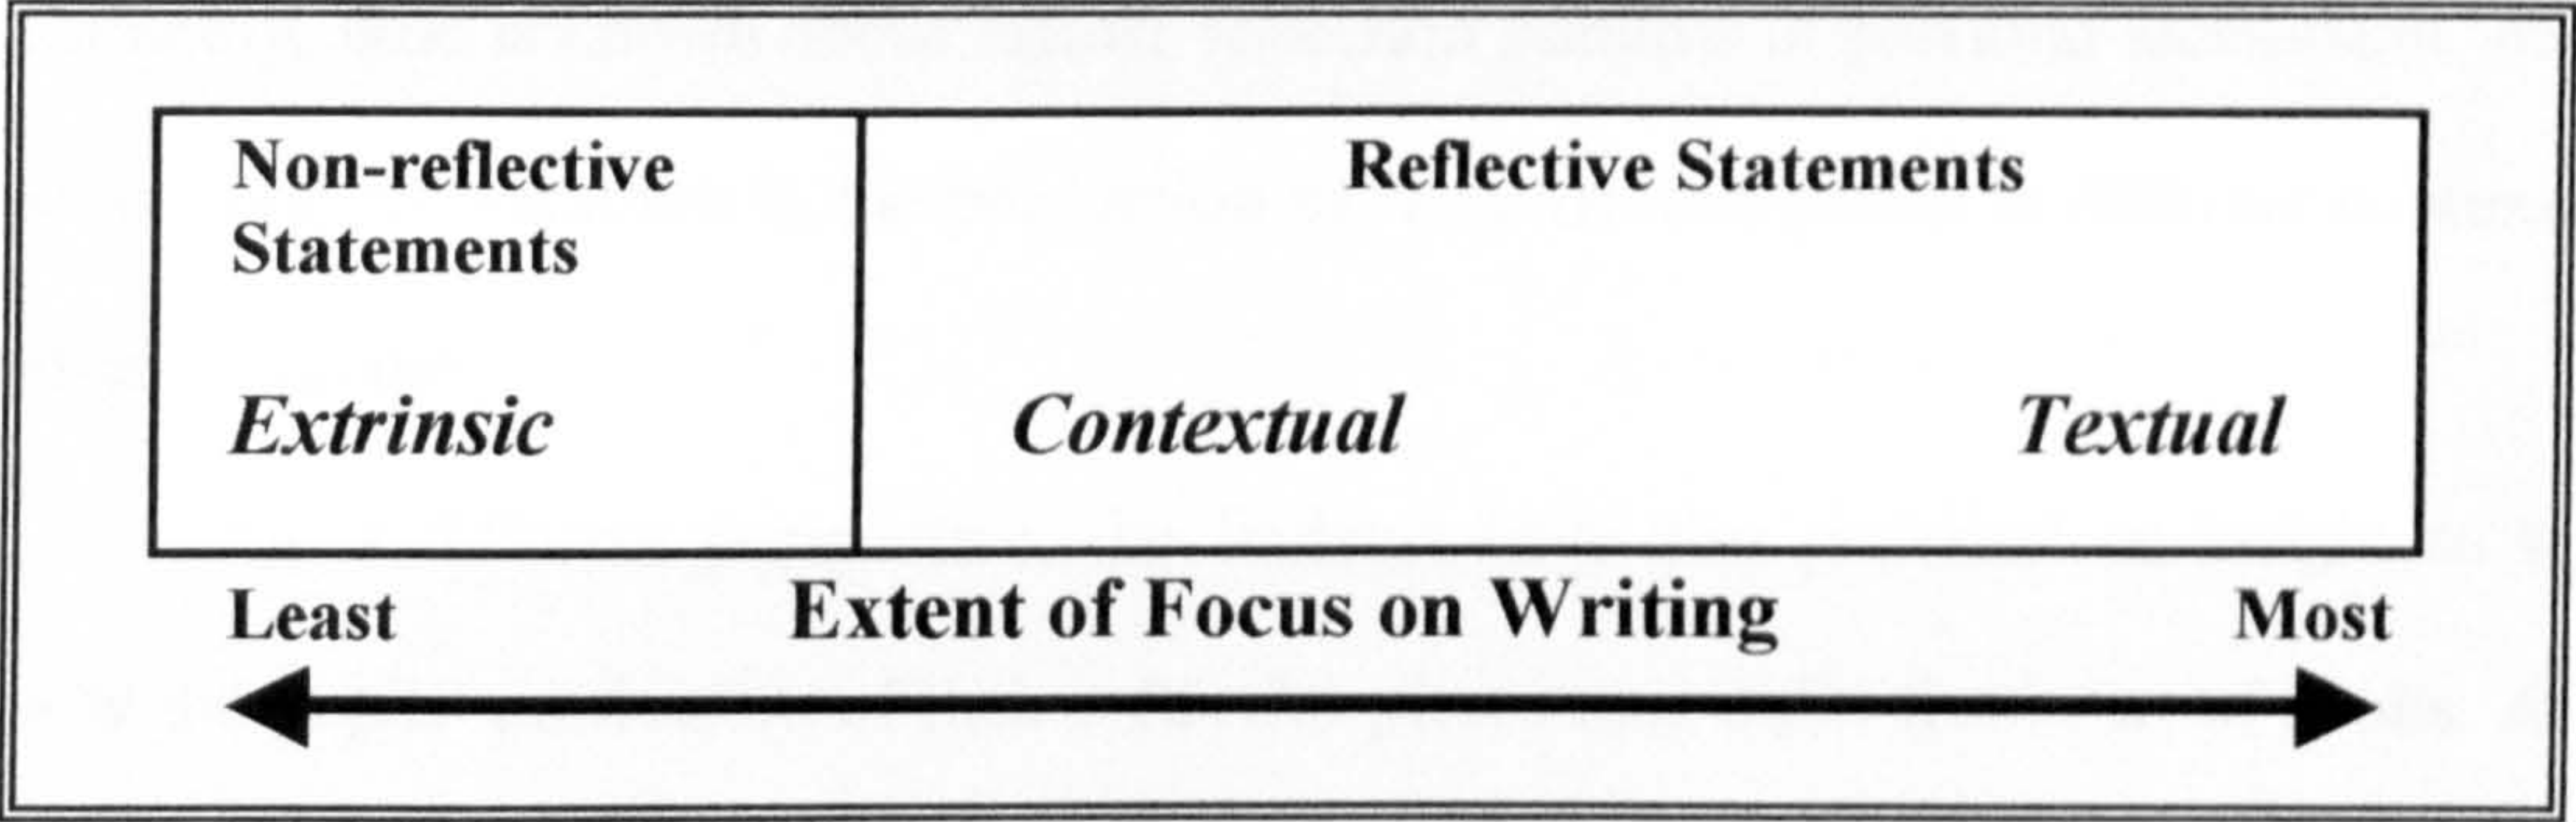 Non-reflective
Statements
Reflective Statements
Extrinsic
Contextual
Textual
Least
Extent of Focus on Writing
Most